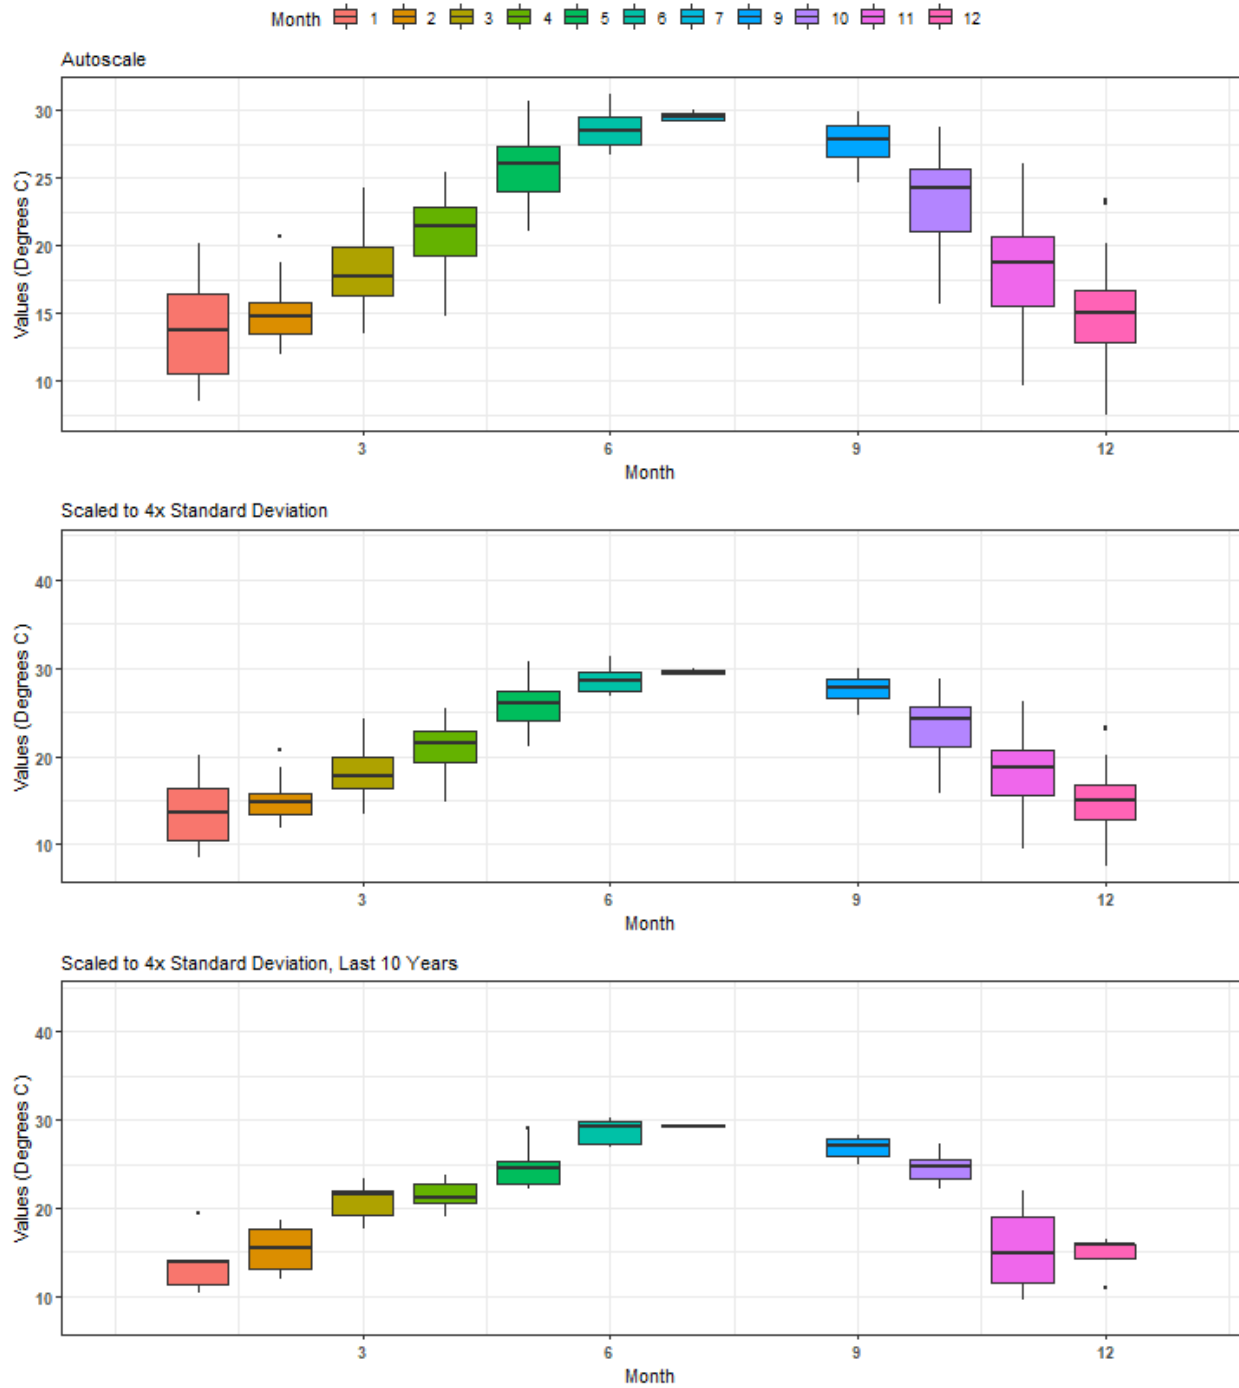 Month 1 2 3 4 5 6 7 9 10 11 12
Autoscale
Values (Degrees C)
30
25
20
15
10
3 6 9 12
Month
Scaled to 4x Standard Deviation
Values (Degrees C)
40
30
20
10
3 6 9 12
Month
Scaled to 4x Standard Deviation, Last 10 Years
Values (Degrees C)
40
30
20
10
3 6 9 12
Month